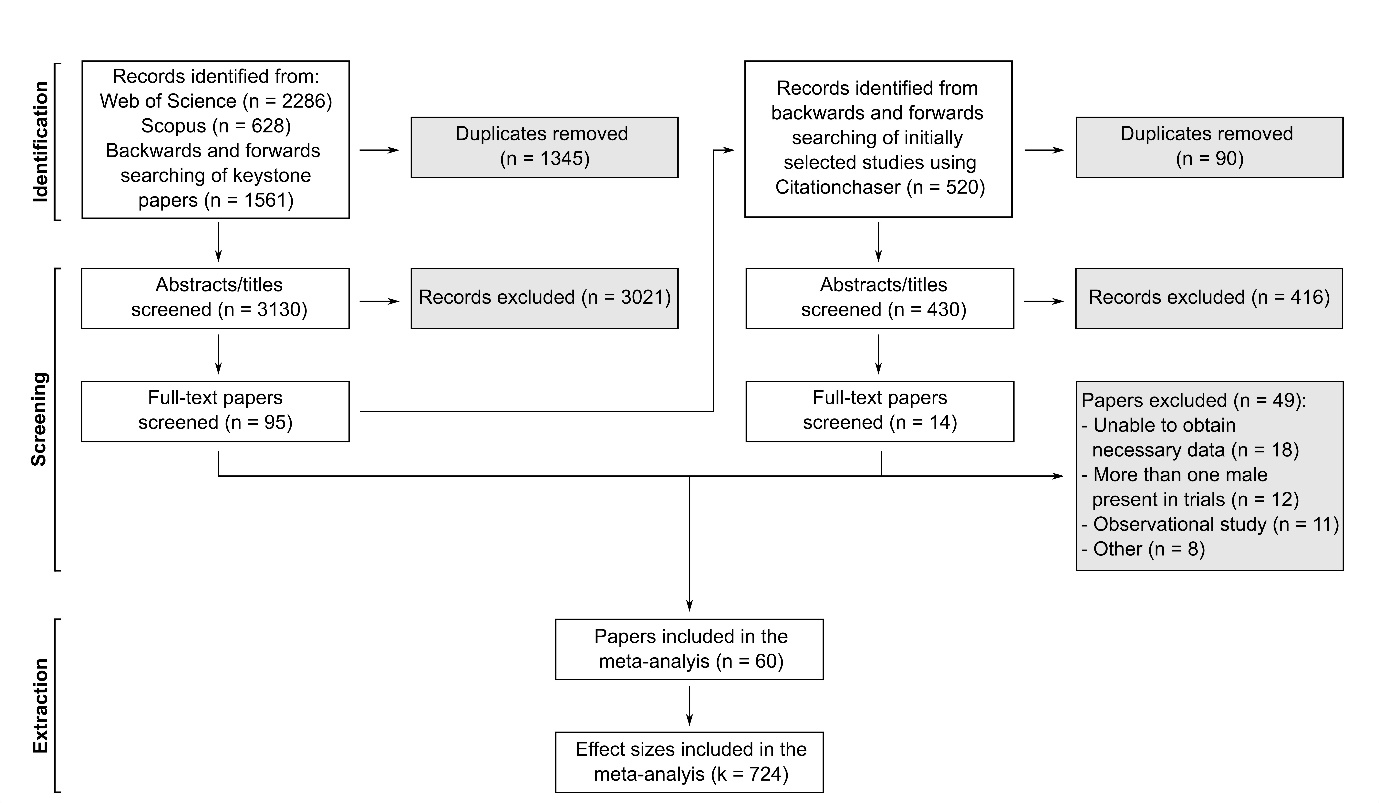 Identification
Records identified from:
Web of Science (n = 2286)
Scopus (n = 628)
Backwards and forwards
searching of keystone
papers (n = 1561)
Duplicates removed
(n = 1345)
Records identified from
backwards and forwards
searching of initially
selected studies using
Citationchaser (n = 520)
Duplicates removed
(n = 90)
Screening
Abstracts/titles
screened (n = 3130)
Records excluded (n = 3021)
Abstracts/titles
screened (n = 430)
Records excluded (n = 416)
Full-text papers
screened (n = 95)
Full-text papers
screened (n = 14)
Papers excluded (n = 49):
- Unable to obtain
necessary data (n = 18)
- More than one male
present in trials (n = 12)
- Observational study (n = 11)
- Other (n = 8)
Extraction
Papers included in the
meta-analyis (n = 60)
Effect sizes included in the
meta-analyis (k = 724)